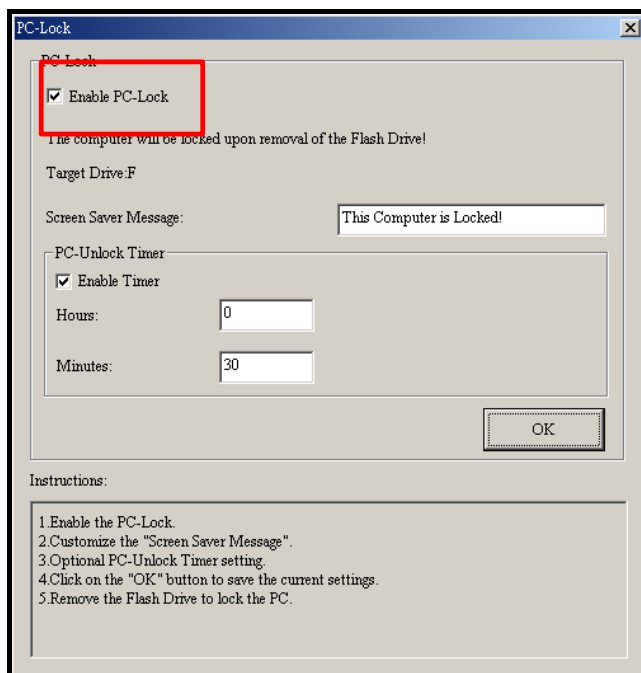 PC-Lock
PC-Lock
Enable PC-Lock
The computer will be locked upon removal of the Flash Drive!
Target Drive:F
Screen Saver Message:
This Computer is Locked!
PC-Unlock Timer
Enable Timer
Hours:
0
Minutes:
30
OK
Instructions:
1.Enable the PC-Lock.
2.Customize the "Screen Saver Message".
3.Optional PC-Unlock Timer setting.
4.Click on the "OK" button to save the current settings.
5.Remove the Flash Drive to lock the PC.